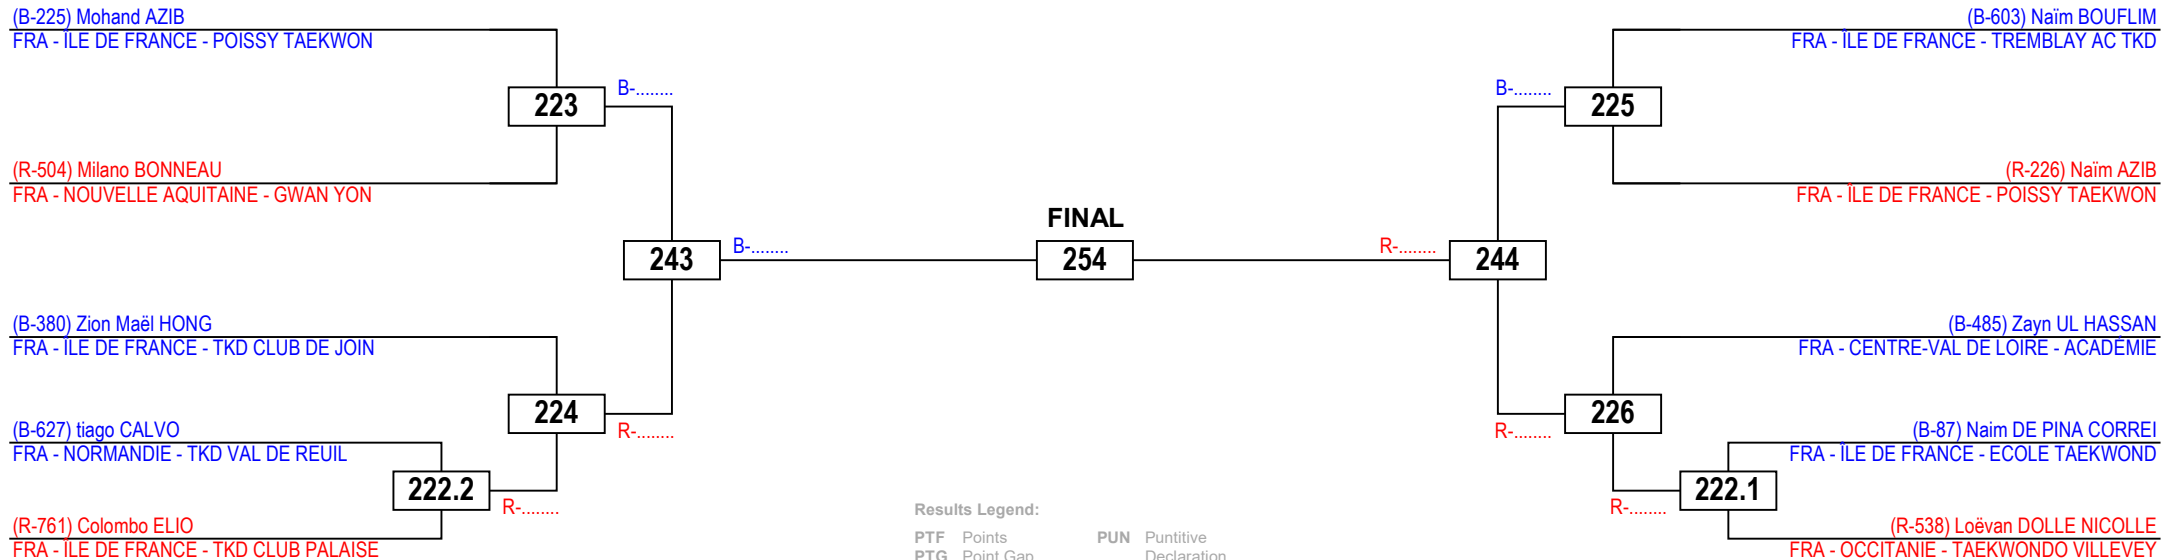 (B-225) Mohand AZIB
FRA - ÎLE DE FRANCE - POISSY TAEKWON
223
B-........
(R-504) Milano BONNEAU
FRA - NOUVELLE AQUITAINE - GWAN YON
243
B-........
(B-380) Zion Maël HONG
FRA - ÎLE DE FRANCE - TKD CLUB DE JOIN
224
R-........
(B-627) tiago CALVO
FRA - NORMANDIE - TKD VAL DE REUIL
222.2
R-........
(R-761) Colombo ELIO
FRA - ÎLE DE FRANCE - TKD CLUB PALAISE
FINAL
254
(B-603) Naïm BOUFLIM
FRA - ÎLE DE FRANCE - TREMBLAY AC TKD
B-........
225
(R-226) Naïm AZIB
FRA - ÎLE DE FRANCE - POISSY TAEKWON
R-........
244
(B-485) Zayn UL HASSAN
FRA - CENTRE-VAL DE LOIRE - ACADÉMIE
226
R-........
(B-87) Naim DE PINA CORREI
FRA - ÎLE DE FRANCE - ECOLE TAEKWOND
222.1
R-........
(R-538) Loëvan DOLLE NICOLLE
FRA - OCCITANIE - TAEKWONDO VILLEVEY
Results Legend:
PTF Points PUN Puntitive
PTG Point Gap Declaration